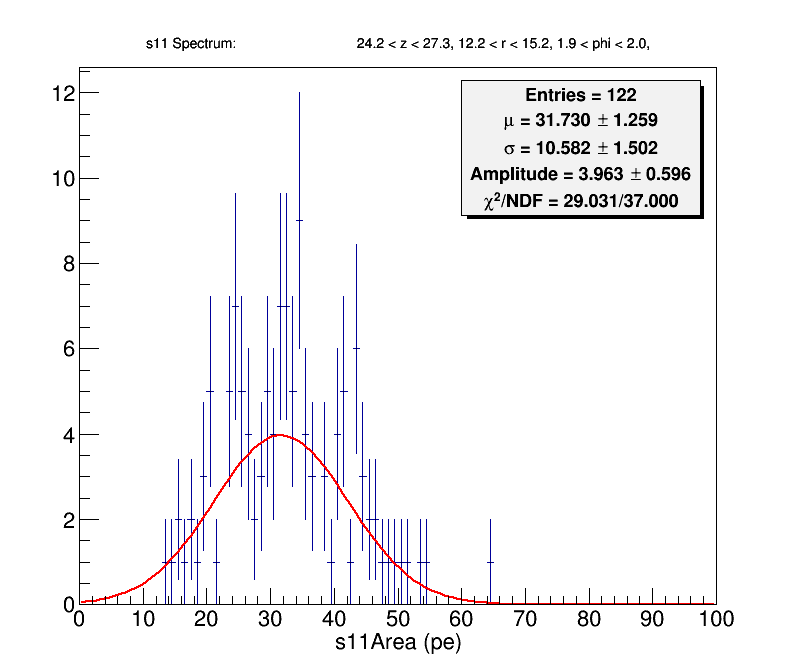 s11 Spectrum: 24.2 < z < 27.3, 12.2 < r < 15.2, 1.9 < phi < 2.0,
Entries = 122
μ = 31.730 ± 1.259
σ = 10.582 ± 1.502
Amplitude = 3.963 ± 0.596
χ²/NDF = 29.031/37.000
12
10
8
6
4
2
0
0 10 20 30 40 50 60 70 80 90 100
s11Area (pe)